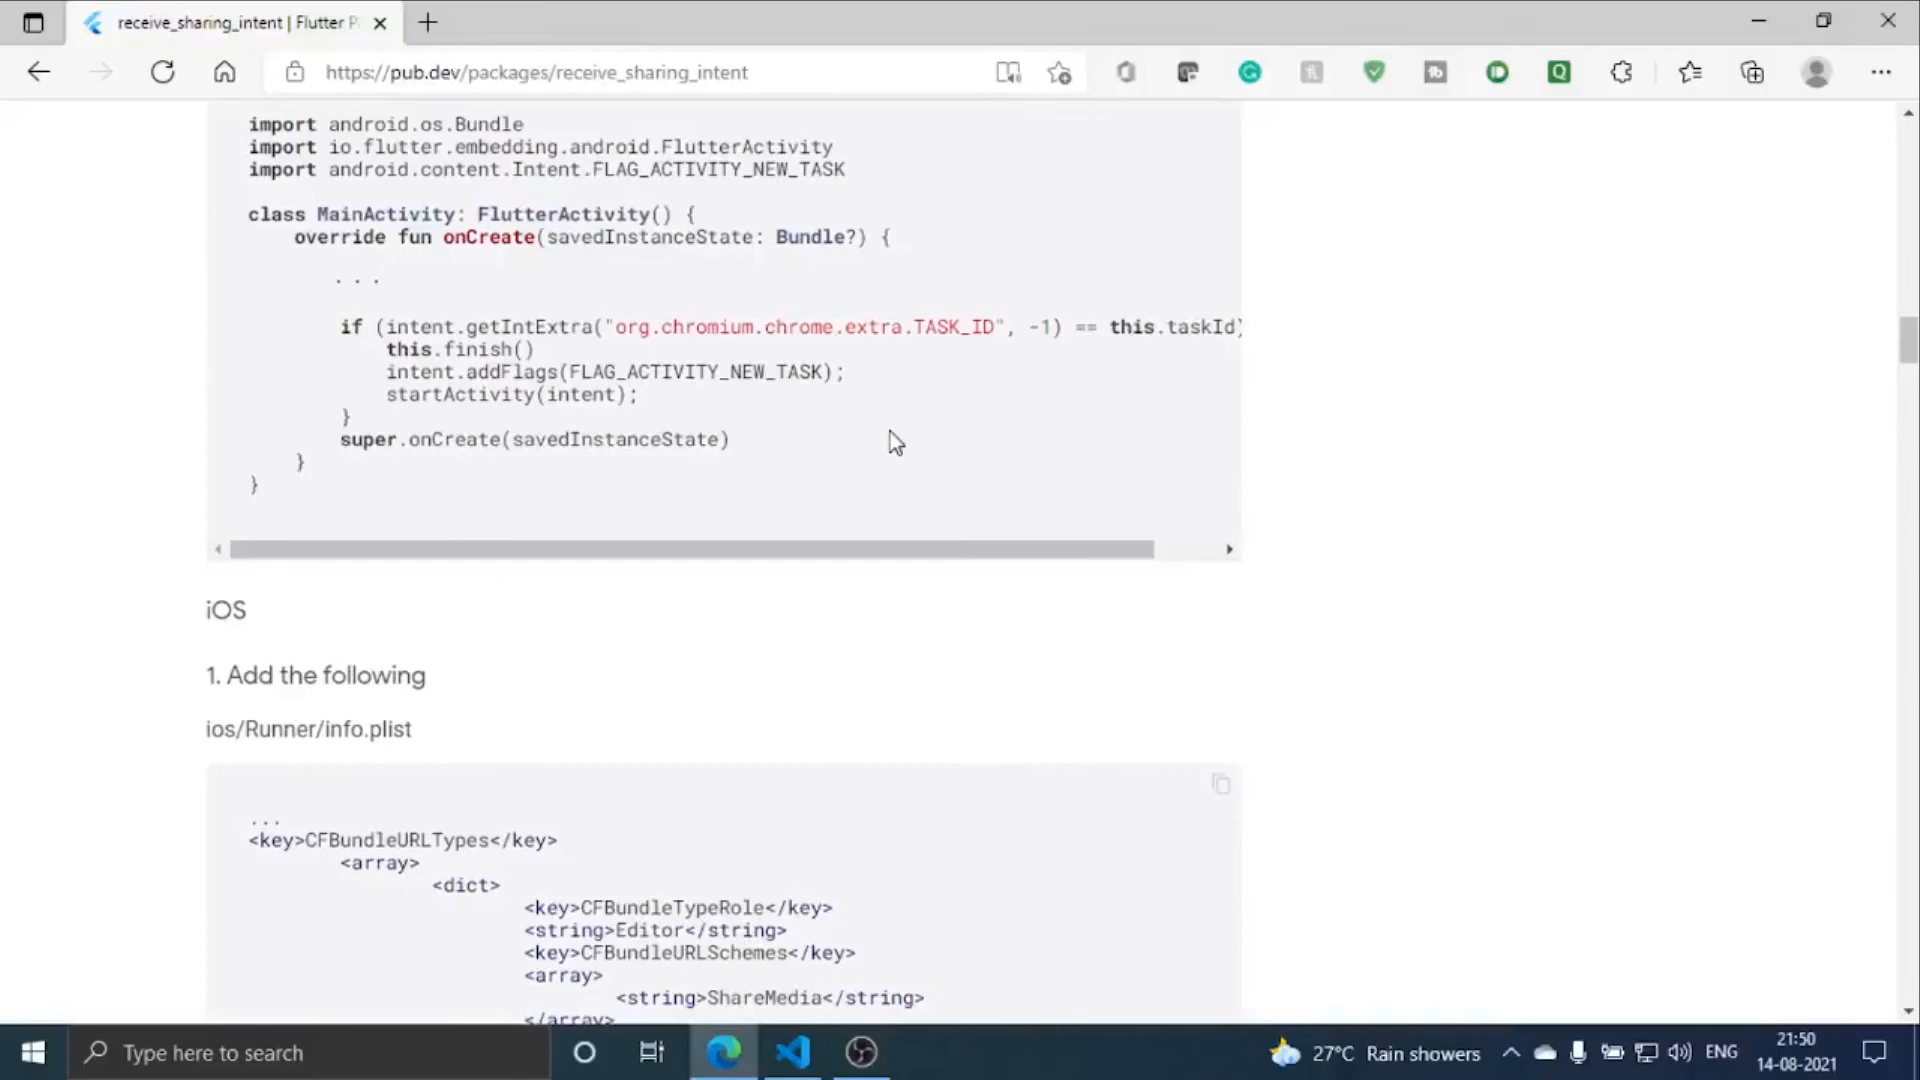 receive_sharing_intent | Flutter P
https://pub.dev/packages/receive_sharing_intent
import android.os.Bundle
import io.flutter.embedding.android.FlutterActivity
import android.content.Intent.FLAG_ACTIVITY_NEW_TASK
class MainActivity: FlutterActivity() {
override fun onCreate(savedInstanceState: Bundle?) {
. . .
if (intent.getIntExtra("org.chromium.chrome.extra.TASK_ID", -1) == this.taskId)
this.finish()
intent.addFlags(FLAG_ACTIVITY_NEW_TASK);
startActivity(intent);
}
super.onCreate(savedInstanceState)
}
}
iOS
1. Add the following
ios/Runner/info.plist
...
<key>CFBundleURLTypes</key>
<array>
<dict>
<key>CFBundleTypeRole</key>
<string>Editor</string>
<key>CFBundleURLSchemes</key>
<array>
<string>ShareMedia</string>
</array>
Type here to search
27°C Rain showers
ENG
21:50
14-08-2021